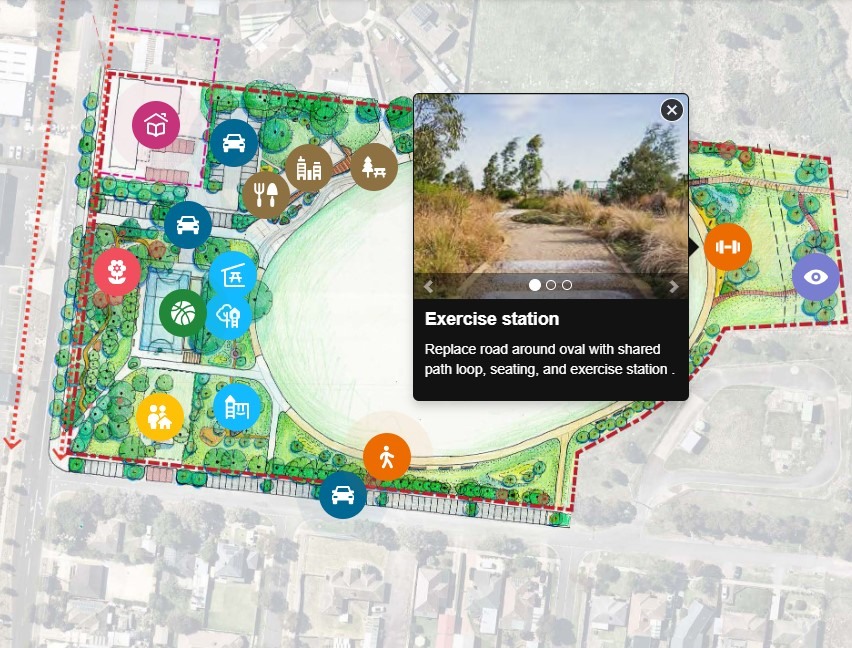 Exercise station
Replace road around oval with shared
path loop, seating, and exercise station .